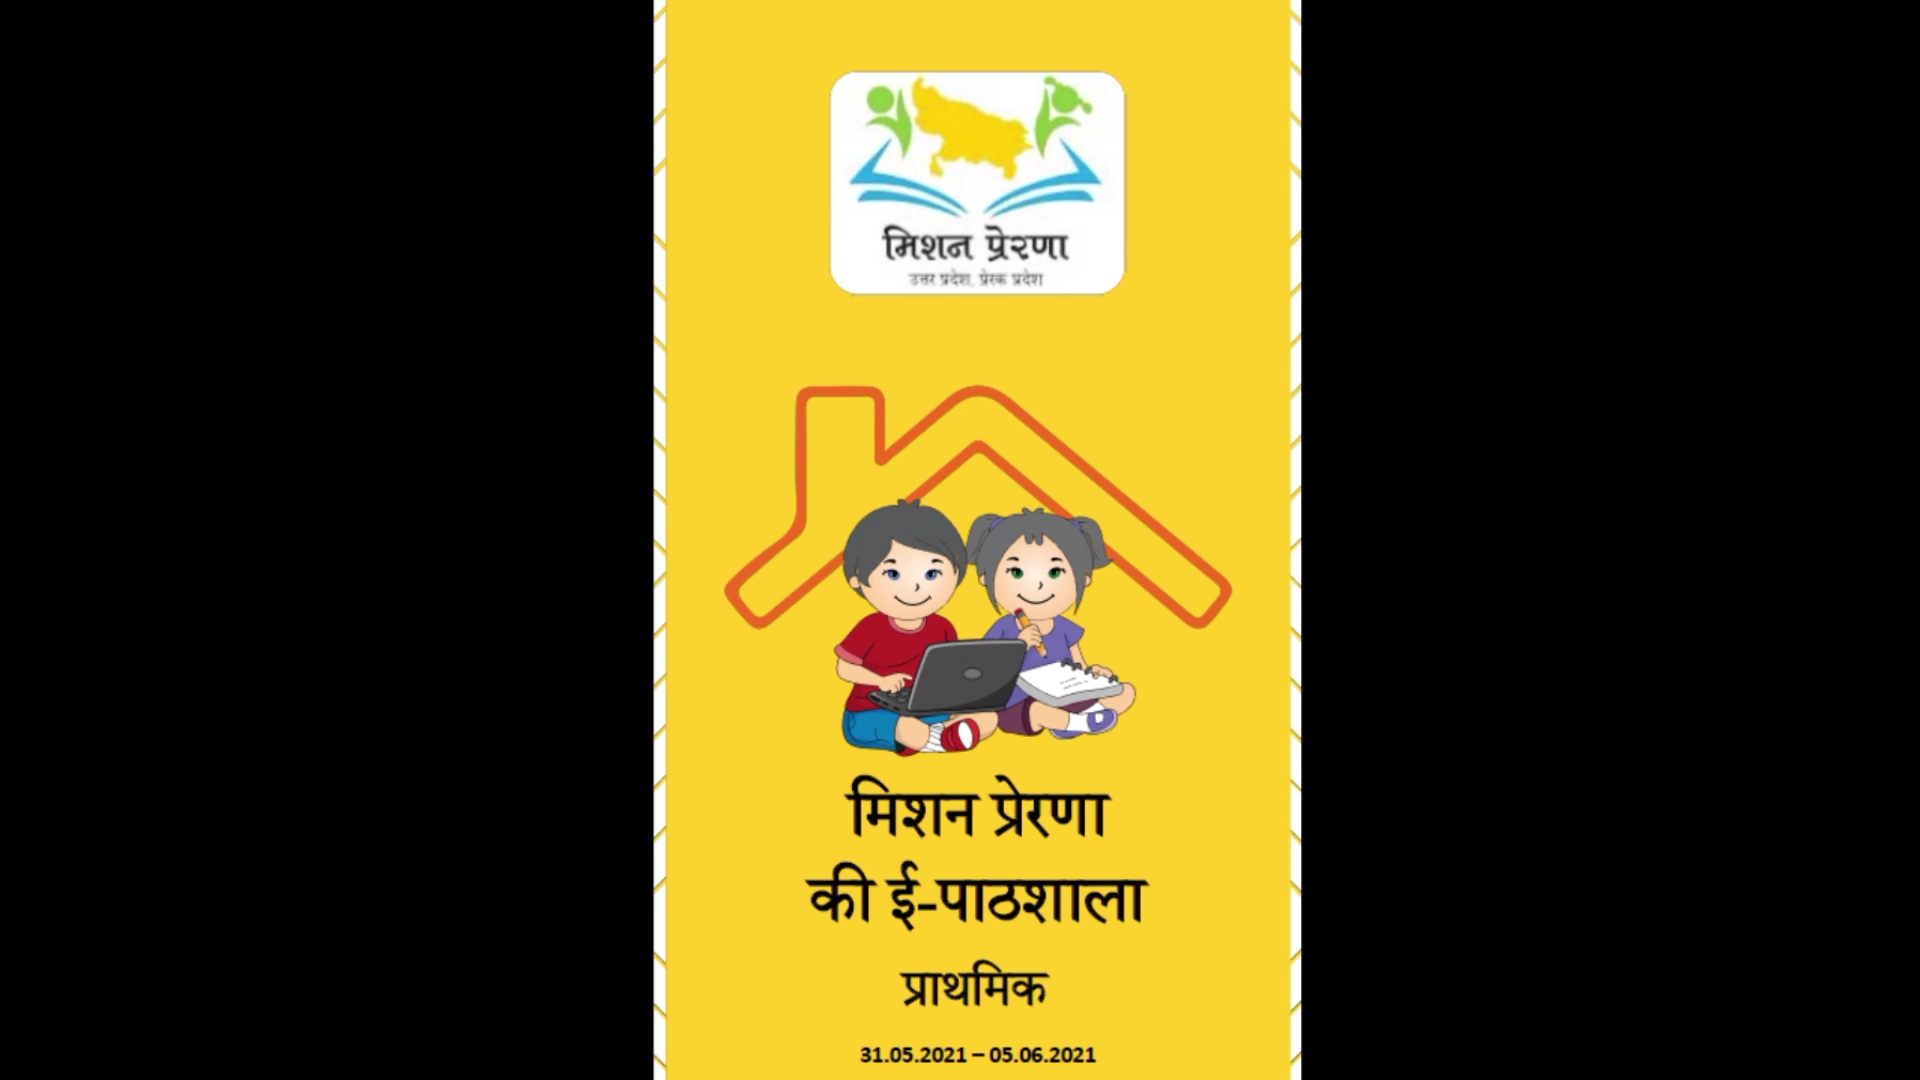 मिशन प्रेरणा
उत्तर प्रदेश, प्रेरक प्रदेश
मिशन प्रेरणा
की ई-पाठशाला
प्राथमिक
31.05.2021 – 05.06.2021